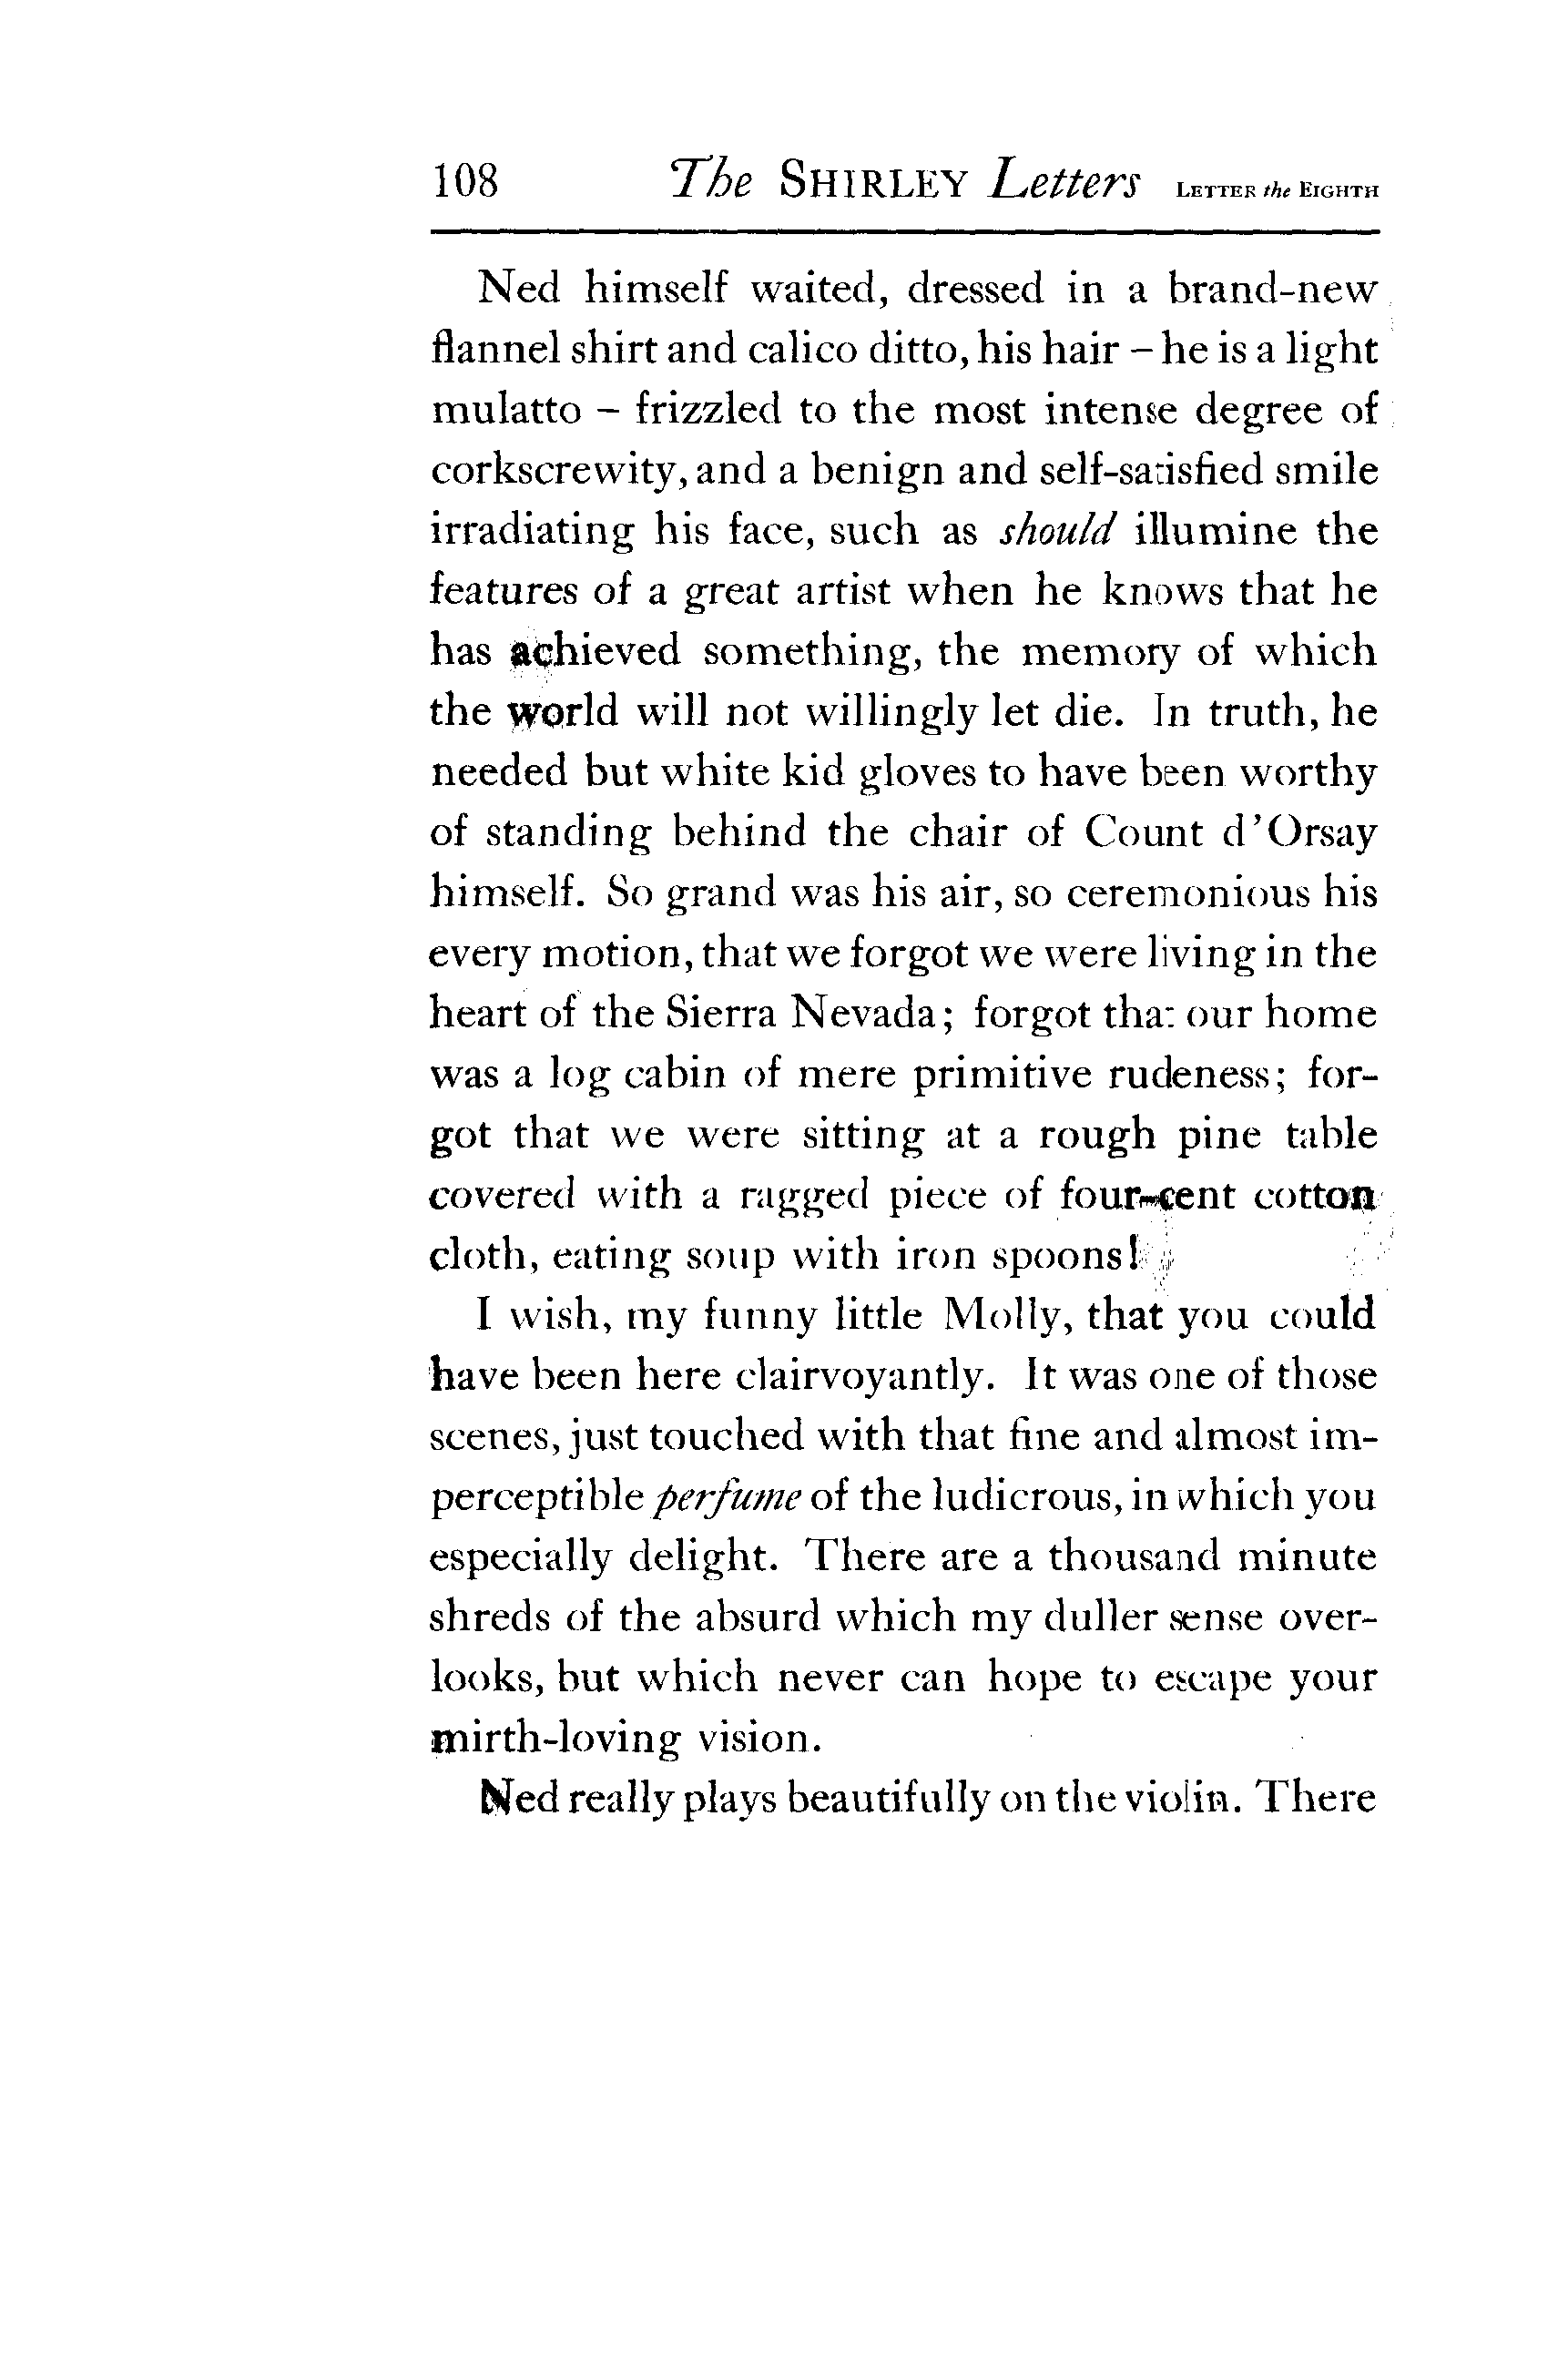 108 The SHIRLEY Letters LETTER the EIGHTH
Ned himself waited, dressed in a brand-new
flannel shirt and calico ditto, his hair – he is a light
mulatto – frizzled to the most intense degree of
corkscrewity, and a benign and self-satisfied smile
irradiating his face, such as should illumine the
features of a great artist when he knows that he
has achieved something, the memory of which
the world will not willingly let die. In truth, he
needed but white kid gloves to have been worthy
of standing behind the chair of Count d'Orsay
himself. So grand was his air, so ceremonious his
every motion, that we forgot we were living in the
heart of the Sierra Nevada; forgot that our home
was a log cabin of mere primitive rudeness; for-
got that we were sitting at a rough pine table
covered with a ragged piece of four-cent cotton
cloth, eating soup with iron spoons!
I wish, my funny little Molly, that you could
have been here clairvoyantly. It was one of those
scenes, just touched with that fine and almost im-
perceptible perfume of the ludicrous, in which you
especially delight. There are a thousand minute
shreds of the absurd which my duller sense over-
looks, but which never can hope to escape your
mirth-loving vision.
Ned really plays beautifully on the violin. There